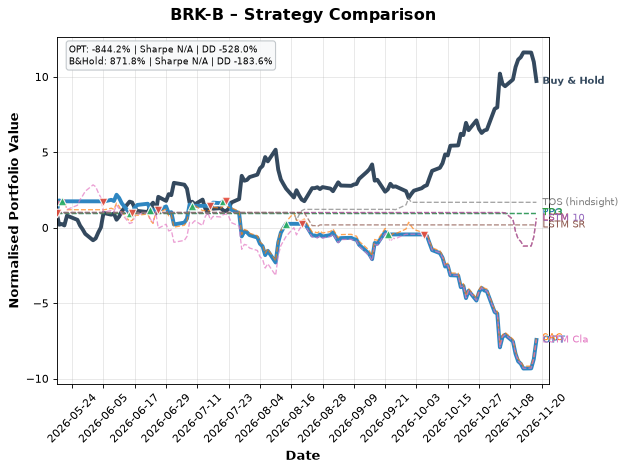 BRK-B – Strategy Comparison
OPT: -844.2% | Sharpe N/A | DD -528.0%
B&Hold: 871.8% | Sharpe N/A | DD -183.6%
Normalised Portfolio Value
10
5
0
−5
−10
Buy & Hold
TOS (hindsight)
LSTM 10
LSTM SR
LSTM Cla
2026-05-24
2026-06-05
2026-06-17
2026-06-29
2026-07-11
2026-07-23
2026-08-04
2026-08-16
2026-08-28
2026-09-09
2026-09-21
2026-10-03
2026-10-15
2026-10-27
2026-11-08
2026-11-20
Date